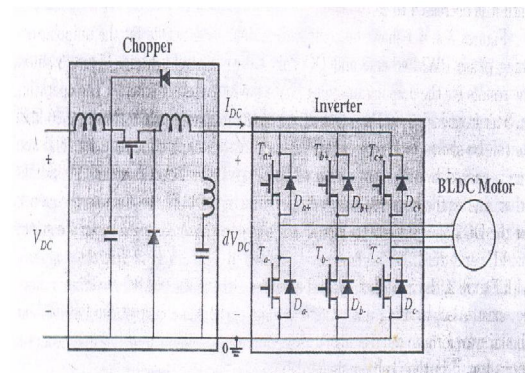 Chopper
I_DC
Inverter
+
+
T_a+
T_b+
T_c+
D_a+
D_b+
D_c+
BLDC Motor
V_DC
dV_DC
T_a-
T_b-
T_c-
D_a-
D_b-
0